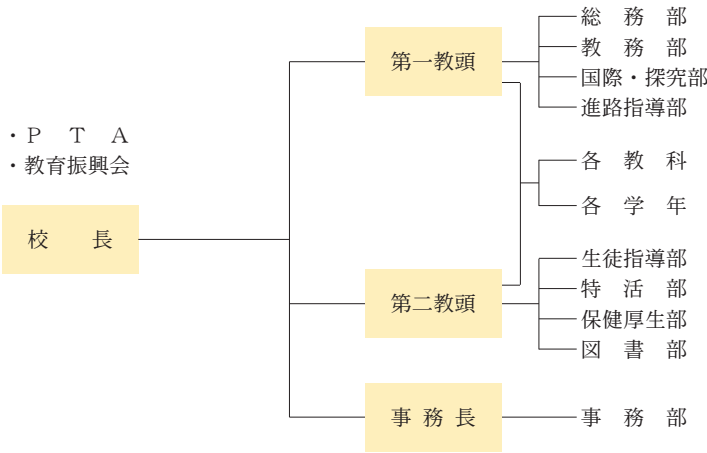 ・Ｐ　Ｔ　Ａ
・教育振興会
校　長
第一教頭
総　務　部
教　務　部
国際・探究部
進路指導部
各　教　科
各　学　年
第二教頭
生徒指導部
特　活　部
保健厚生部
図　書　部
事 務 長
事　務　部